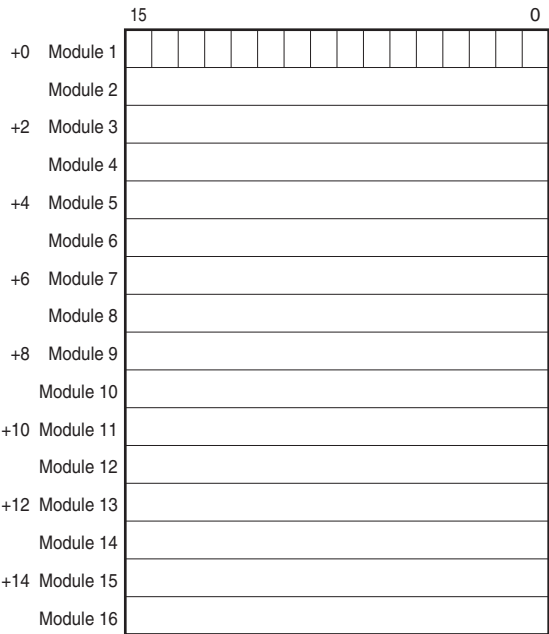 15 0
+0 Module 1
Module 2
+2 Module 3
Module 4
+4 Module 5
Module 6
+6 Module 7
Module 8
+8 Module 9
Module 10
+10 Module 11
Module 12
+12 Module 13
Module 14
+14 Module 15
Module 16